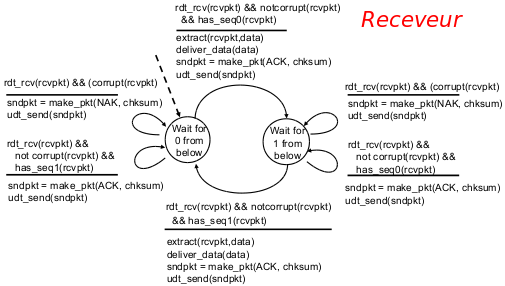 rdt_rcv(rcvpkt) && notcorrupt(rcvpkt)
&& has_seq0(rcvpkt)
Receveur
extract(rcvpkt,data)
deliver_data(data)
sndpkt = make_pkt(ACK, chksum)
udt_send(sndpkt)
rdt_rcv(rcvpkt) && (corrupt(rcvpkt)
sndpkt = make_pkt(NAK, chksum)
udt_send(sndpkt)
rdt_rcv(rcvpkt) &&
not corrupt(rcvpkt) &&
has_seq1(rcvpkt)
sndpkt = make_pkt(ACK, chksum)
udt_send(sndpkt)
Wait for
0 from
below
Wait for
1 from
below
rdt_rcv(rcvpkt) && (corrupt(rcvpkt)
sndpkt = make_pkt(NAK, chksum)
udt_send(sndpkt)
rdt_rcv(rcvpkt) &&
not corrupt(rcvpkt) &&
has_seq0(rcvpkt)
sndpkt = make_pkt(ACK, chksum)
udt_send(sndpkt)
rdt_rcv(rcvpkt) && notcorrupt(rcvpkt)
&& has_seq1(rcvpkt)
extract(rcvpkt,data)
deliver_data(data)
sndpkt = make_pkt(ACK, chksum)
udt_send(sndpkt)